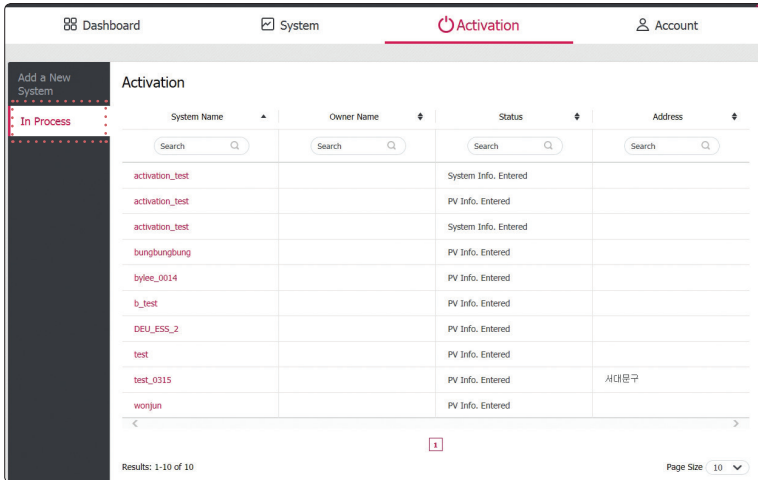 Dashboard System Activation Account
Add a New
System
In Process
Activation
System Name Owner Name Status Address
Search Search Search Search
activation_test System Info. Entered
activation_test PV Info. Entered
activation_test System Info. Entered
bungbungbung PV Info. Entered
bylee_0014 PV Info. Entered
b_test PV Info. Entered
DEU_ESS_2 PV Info. Entered
test PV Info. Entered
test_0315 PV Info. Entered 서대문구
wonjun PV Info. Entered
1
Results: 1-10 of 10 Page Size 10